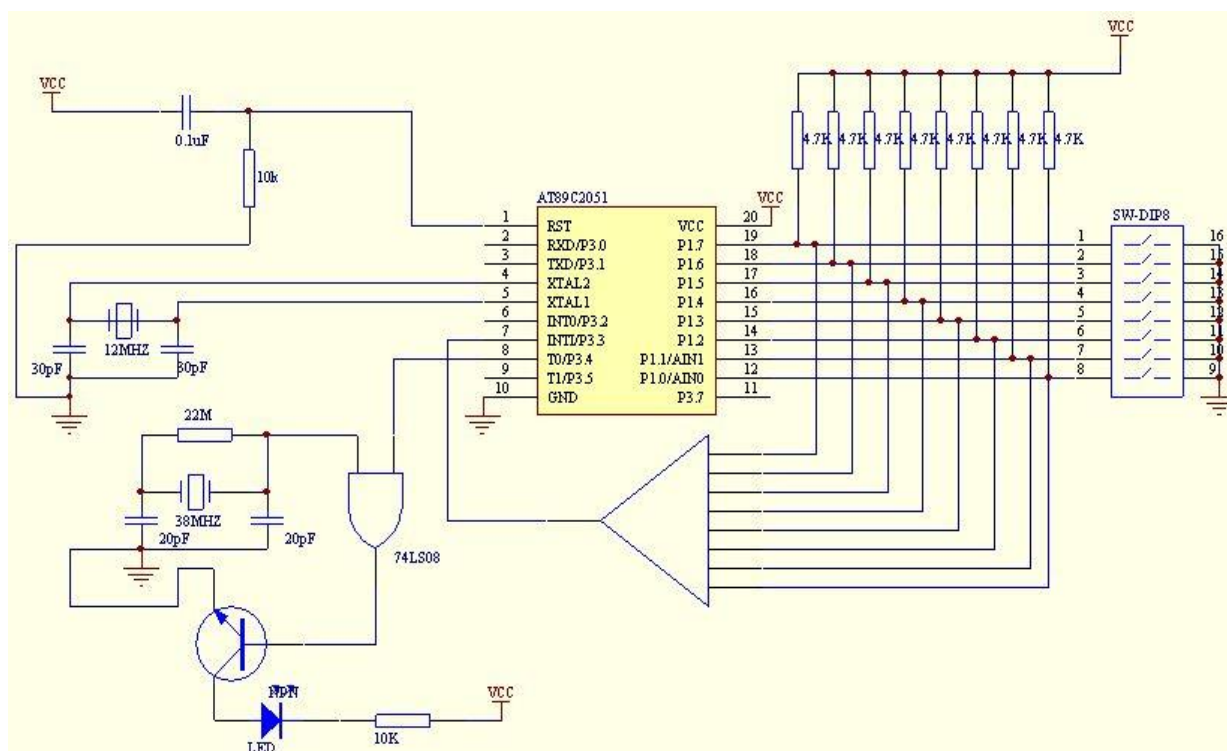 VCC
VCC
0.1uF
10k
4.7K 4.7K 4.7K 4.7K 4.7K 4.7K 4.7K 4.7K
AT89C2051
VCC
SW-DIP8
1 RST VCC 20
2 RXD/P3.0 P1.7 19
3 TXD/P3.1 P1.6 18
4 XTAL2 P1.5 17
5 XTAL1 P1.4 16
6 INT0/P3.2 P1.3 15
7 INTI/P3.3 P1.2 14
8 T0/P3.4 P1.1/AIN1 13
9 T1/P3.5 P1.0/AIN0 12
10 GND P3.7 11
1 16
2 15
3 14
4 13
5 12
6 11
7 10
8 9
12MHZ
30pF 30pF
22M
38MHZ
20pF 20pF
74LS08
NPN
VCC
LED
10K